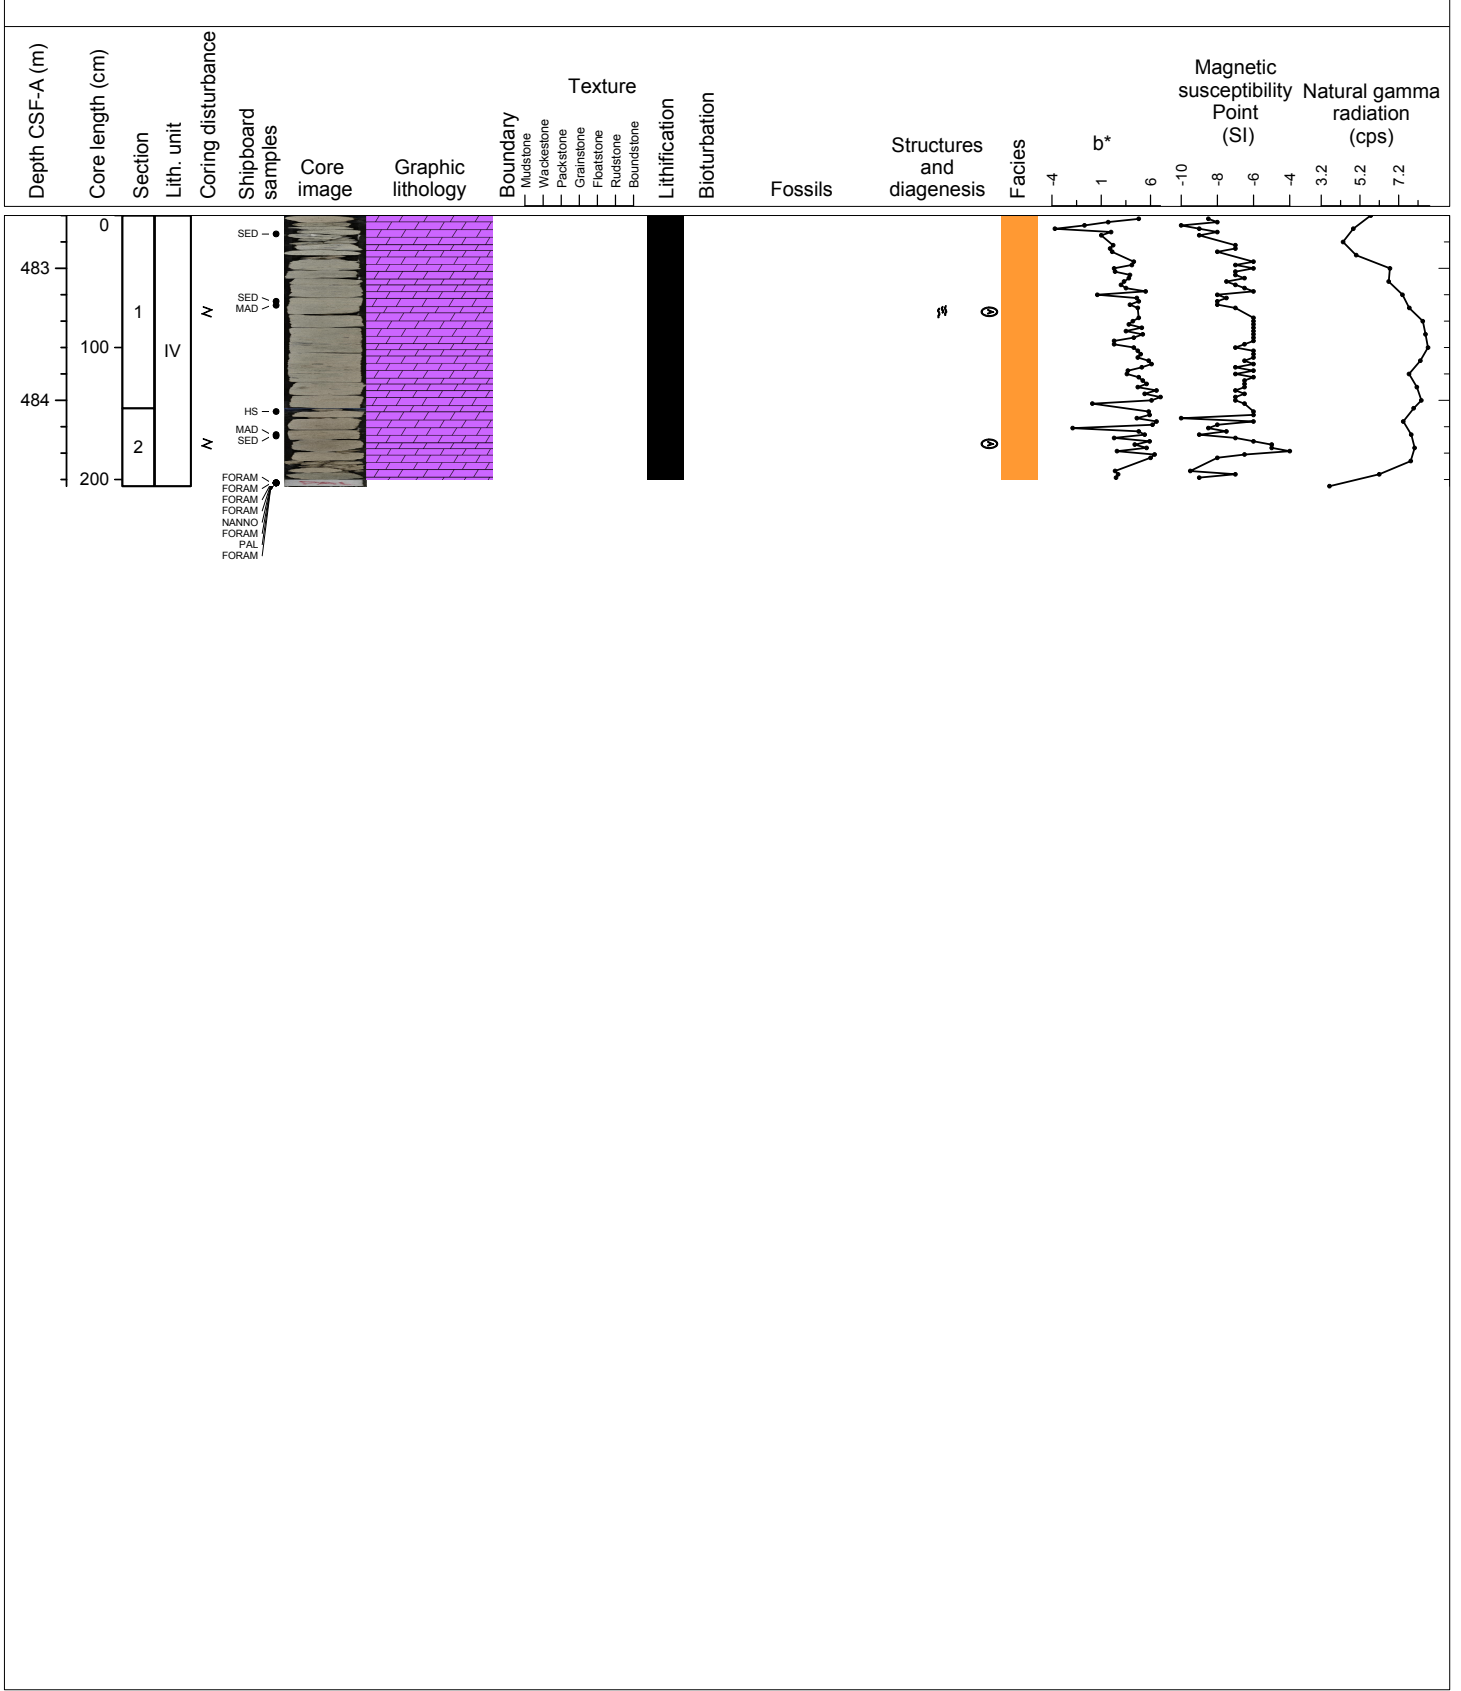 Depth CSF-A (m)
Core length (cm)
Section
Lith. unit
Coring disturbance
Shipboard
samples
Core
image
Graphic
lithology
Boundary
Texture
Mudstone
Wackestone
Packstone
Grainstone
Floatstone
Rudstone
Boundstone
Lithification
Bioturbation
Fossils
Structures
and
diagenesis
Facies
b*
-4
1
6
Magnetic
susceptibility
Point
(SI)
-10
-8
-6
-4
Natural gamma
radiation
(cps)
3.2
5.2
7.2
483
484
0
100
200
1
2
IV
SED
SED
MAD
HS
MAD
SED
FORAM
FORAM
FORAM
FORAM
NANNO
FORAM
PAL
FORAM